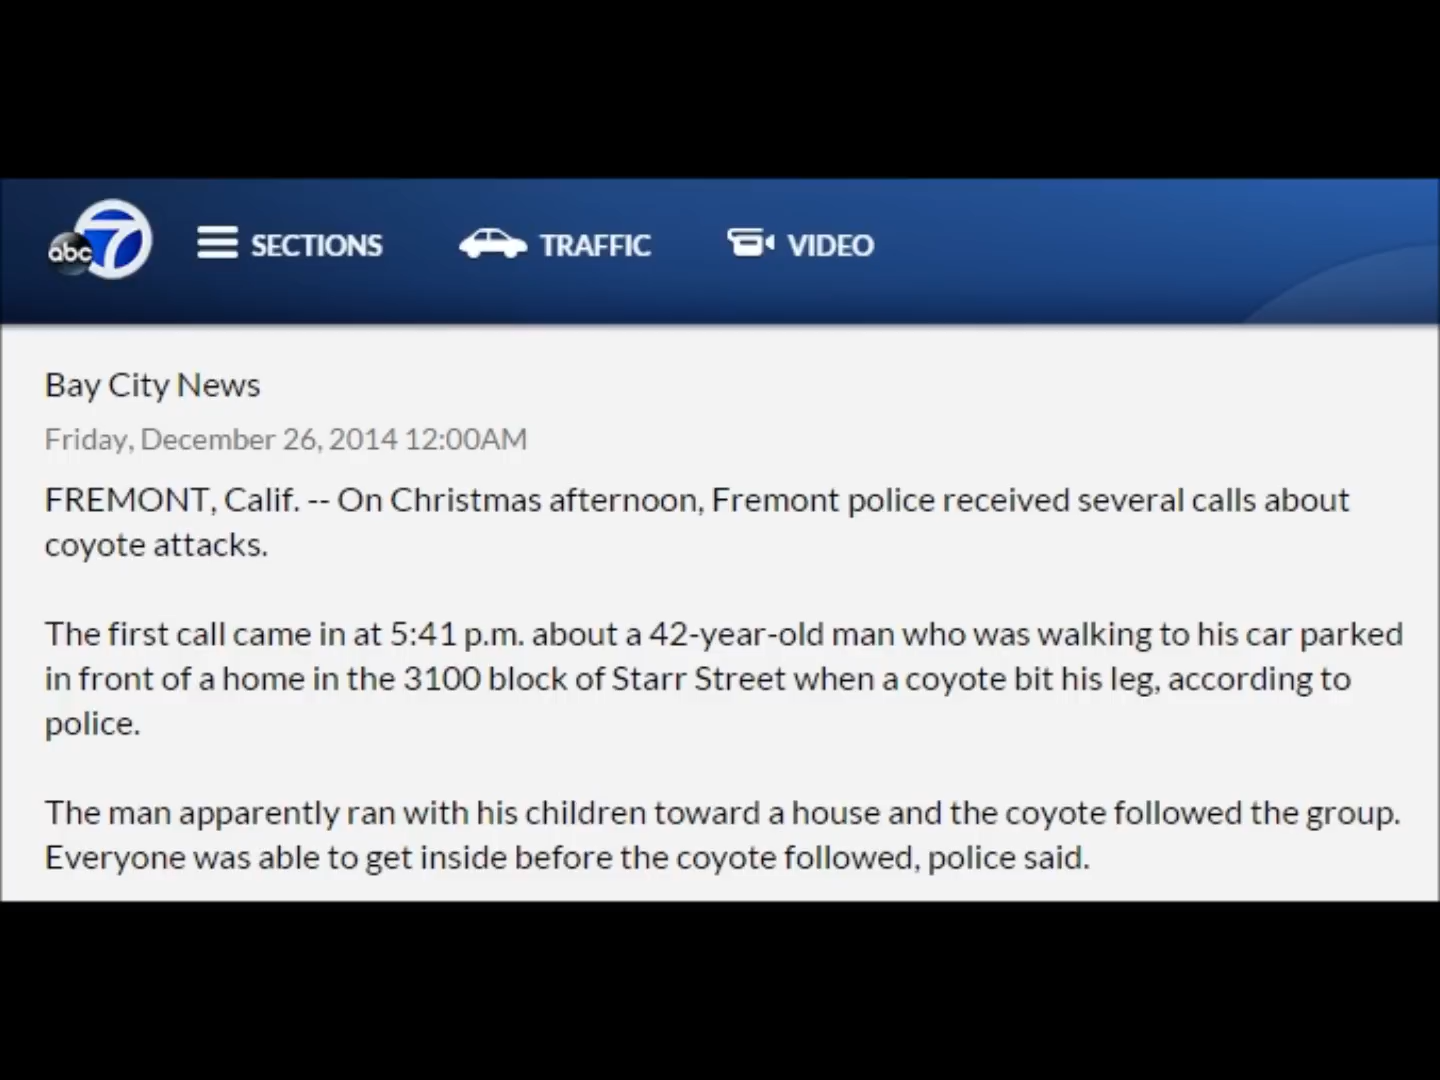 abc 7 SECTIONS TRAFFIC VIDEO
Bay City News
Friday, December 26, 2014 12:00AM
FREMONT, Calif. -- On Christmas afternoon, Fremont police received several calls about
coyote attacks.
The first call came in at 5:41 p.m. about a 42-year-old man who was walking to his car parked
in front of a home in the 3100 block of Starr Street when a coyote bit his leg, according to
police.
The man apparently ran with his children toward a house and the coyote followed the group.
Everyone was able to get inside before the coyote followed, police said.